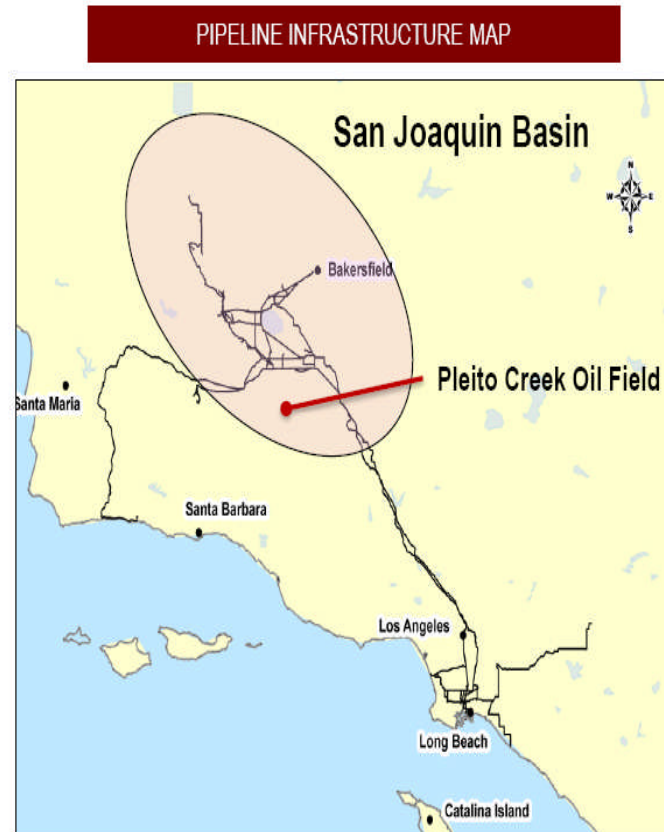 PIPELINE INFRASTRUCTURE MAP
San Joaquin Basin
N
W E
S
Bakersfield
Pleito Creek Oil Field
Santa Maria
Santa Barbara
Los Angeles
Long Beach
Catalina Island